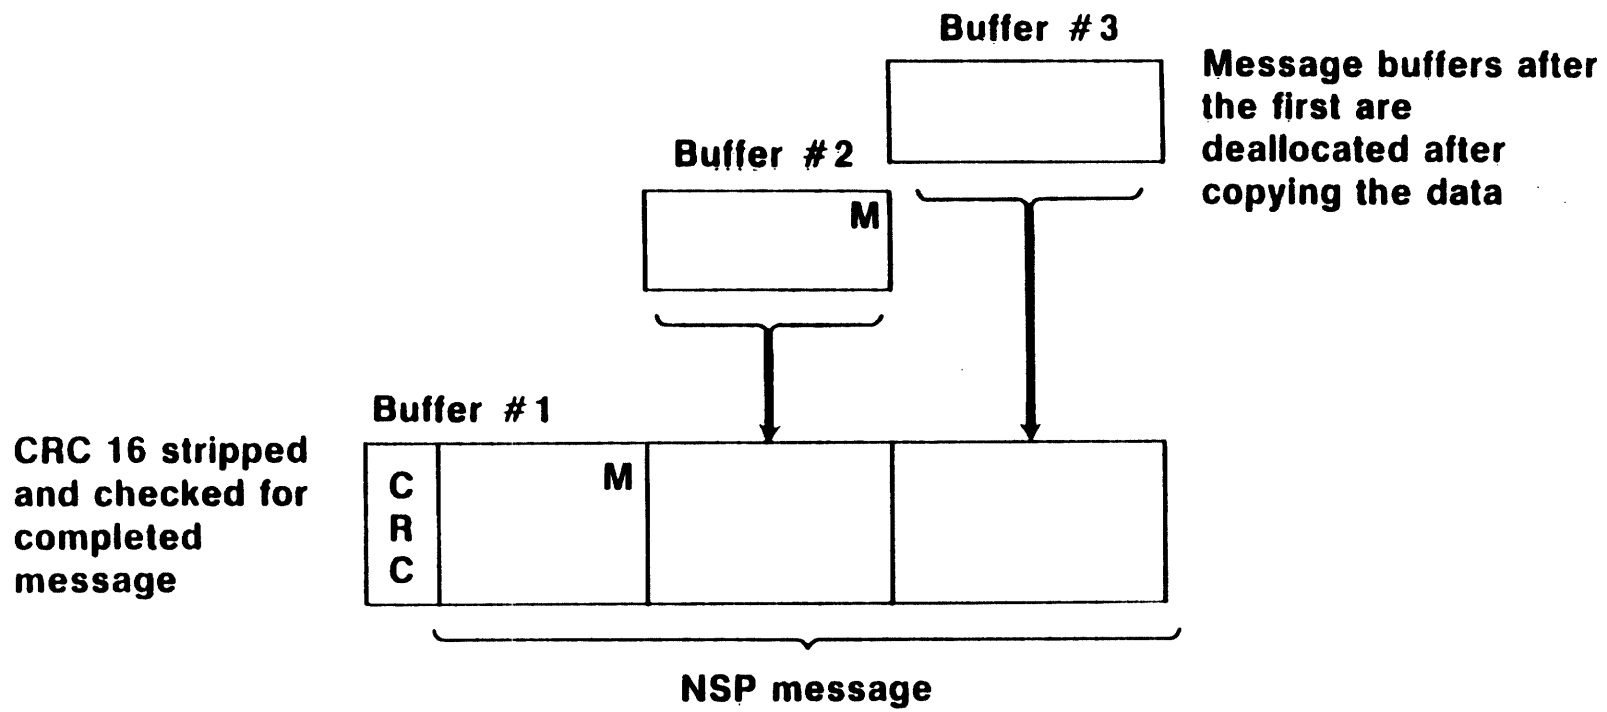 Buffer #3
Message buffers after
the first are
deallocated after
copying the data
Buffer #2
M
Buffer #1
CRC 16 stripped
and checked for
completed
message
C
R
C
M
NSP message